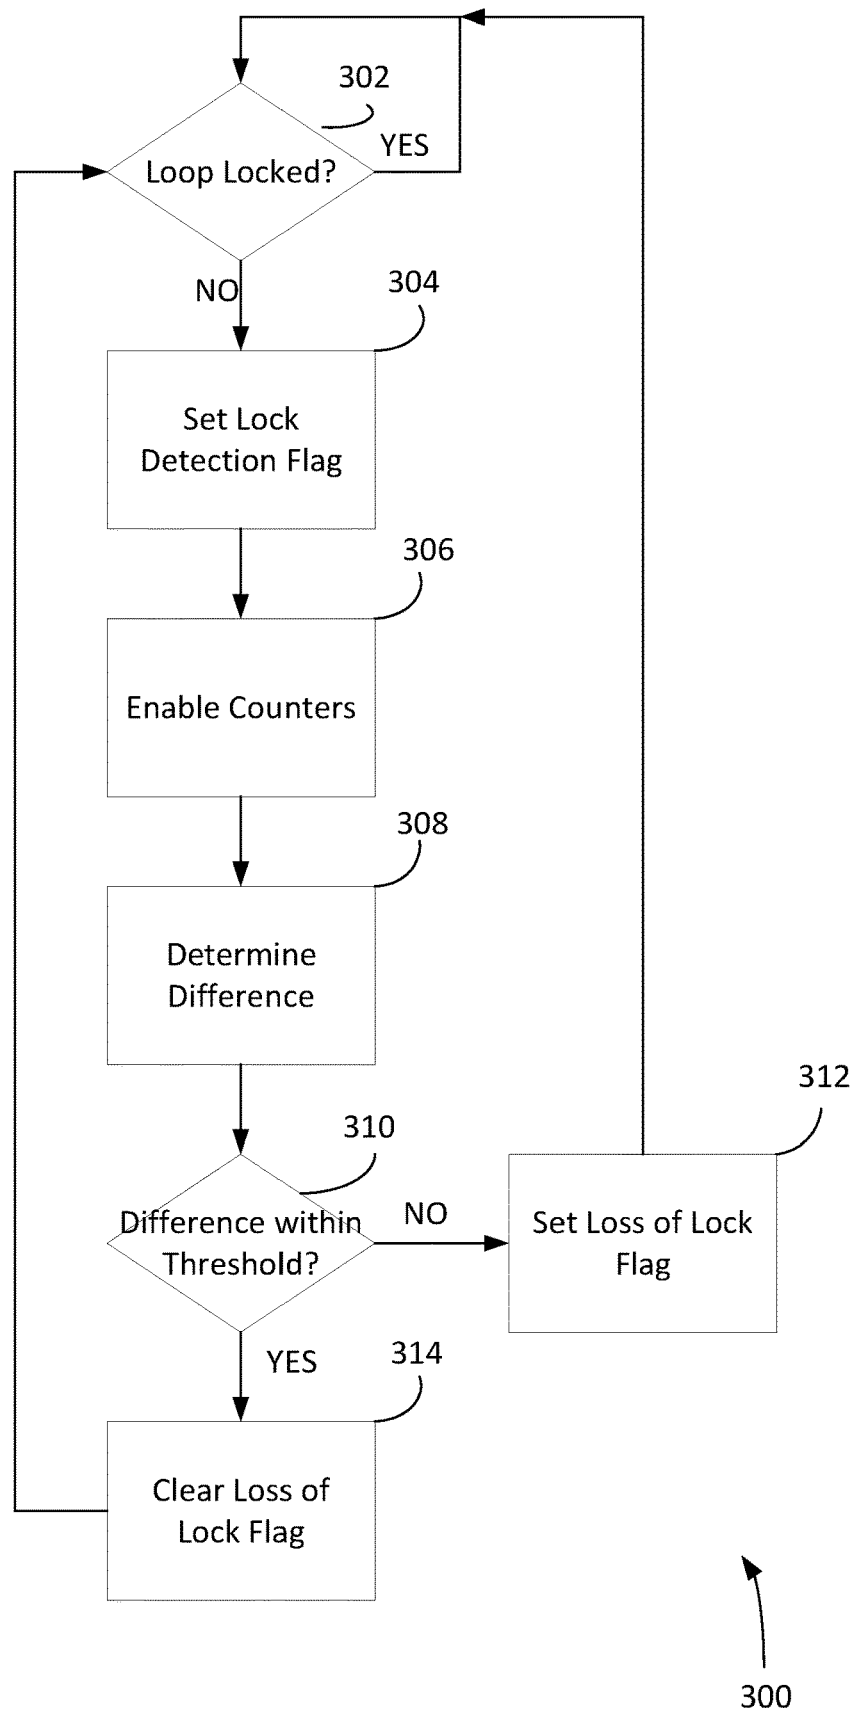 302
YES
Loop Locked?
NO
304
Set Lock
Detection Flag
306
Enable Counters
308
Determine
Difference
310
Difference within
Threshold?
NO
312
Set Loss of Lock
Flag
YES
314
Clear Loss of
Lock Flag
300